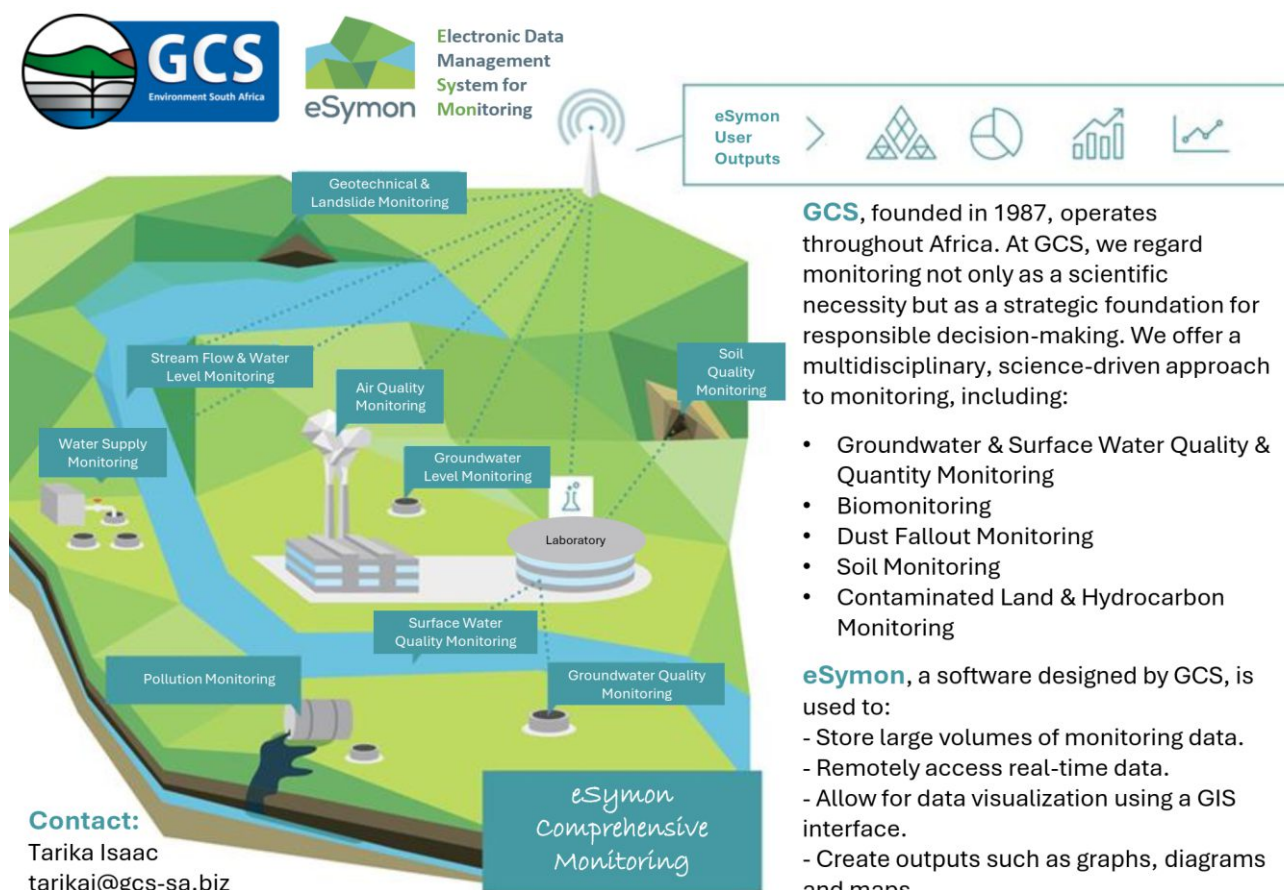 GCS
Environment South Africa
eSymon
Electronic Data
Management
System for
Monitoring
eSymon
User
Outputs
Geotechnical &
Landslide Monitoring
Stream Flow & Water
Level Monitoring
Air Quality
Monitoring
Soil
Quality
Monitoring
Water Supply
Monitoring
Groundwater
Level Monitoring
Laboratory
Surface Water
Quality Monitoring
Pollution Monitoring
Groundwater Quality
Monitoring
eSymon
Comprehensive
Monitoring
Contact:
Tarika Isaac
tarikai@gcs-sa.biz
GCS, founded in 1987, operates
throughout Africa. At GCS, we regard
monitoring not only as a scientific
necessity but as a strategic foundation for
responsible decision-making. We offer a
multidisciplinary, science-driven approach
to monitoring, including:
• Groundwater & Surface Water Quality &
Quantity Monitoring
• Biomonitoring
• Dust Fallout Monitoring
• Soil Monitoring
• Contaminated Land & Hydrocarbon
Monitoring
eSymon, a software designed by GCS, is
used to:
- Store large volumes of monitoring data.
- Remotely access real-time data.
- Allow for data visualization using a GIS
interface.
- Create outputs such as graphs, diagrams
and maps